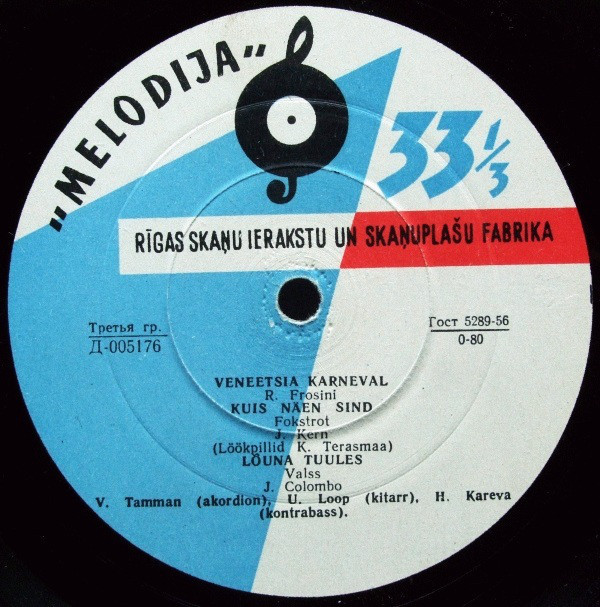 „MELODIJA”
33 1/3
RĪGAS SKAŅU IERAKSTU UN SKAŅUPLAŠU FABRIKA
Третья гр.
Д-005176
Гост 5289-56
0-80
VENEETSIA KARNEVAL
R. Frosini
KUIS NÄEN SIND
Fokstrot
J. Kern
(Löökpillid K. Terasmaa)
LÕUNA TUULES
Valss
J. Colombo
V. Tamman (akordion), U. Loop (kitarr), H. Kareva
(kontrabass).